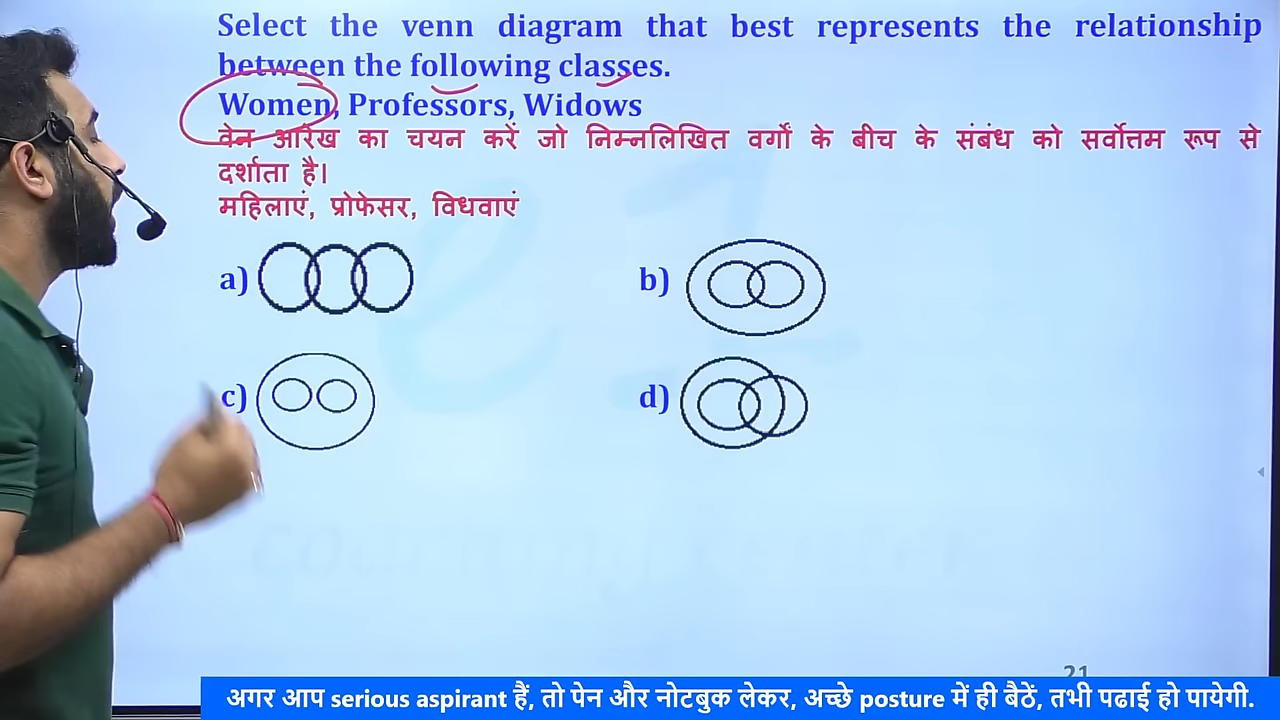 Select the venn diagram that best represents the relationship
between the following classes.
Women, Professors, Widows
वेन आरेख का चयन करें जो निम्नलिखित वर्गों के बीच के संबंध को सर्वोत्तम रूप से
दर्शाता है।
महिलाएं, प्रोफेसर, विधवाएं
a)
b)
c)
d)
21
अगर आप serious aspirant हैं, तो पेन और नोटबुक लेकर, अच्छे posture में ही बैठें, तभी पढाई हो पायेगी.